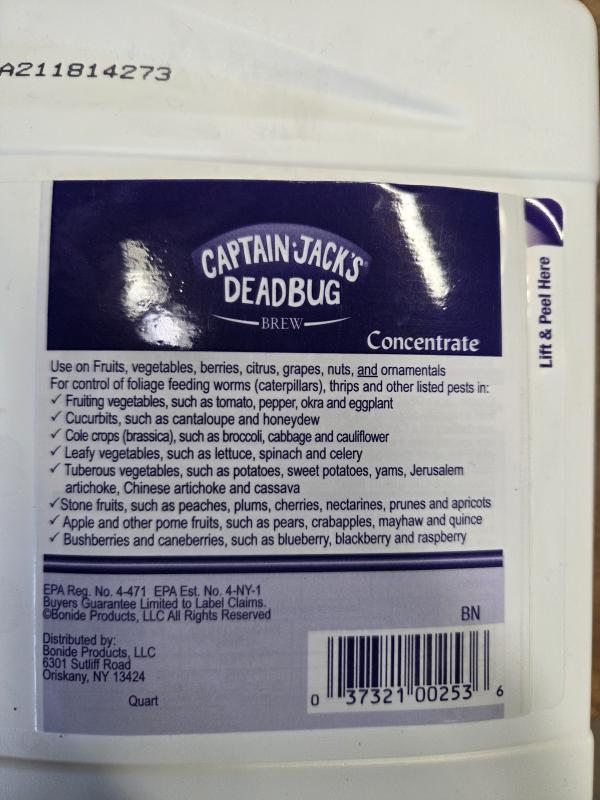 A211814273
CAPTAIN JACK'S®
DEADBUG
BREW
Concentrate
Lift & Peel Here
Use on Fruits, vegetables, berries, citrus, grapes, nuts, and ornamentals
For control of foliage feeding worms (caterpillars), thrips and other listed pests in:
✓ Fruiting vegetables, such as tomato, pepper, okra and eggplant
✓ Cucurbits, such as cantaloupe and honeydew
✓ Cole crops (brassica), such as broccoli, cabbage and cauliflower
✓ Leafy vegetables, such as lettuce, spinach and celery
✓ Tuberous vegetables, such as potatoes, sweet potatoes, yams, Jerusalem
artichoke, Chinese artichoke and cassava
✓ Stone fruits, such as peaches, plums, cherries, nectarines, prunes and apricots
✓ Apple and other pome fruits, such as pears, crabapples, mayhaw and quince
✓ Bushberries and caneberries, such as blueberry, blackberry and raspberry
EPA Reg. No. 4-471 EPA Est. No. 4-NY-1
Buyers Guarantee Limited to Label Claims.
©Bonide Products, LLC All Rights Reserved
BN
Distributed by:
Bonide Products, LLC
6301 Sutliff Road
Oriskany, NY 13424
Quart
0 37321 00253 6